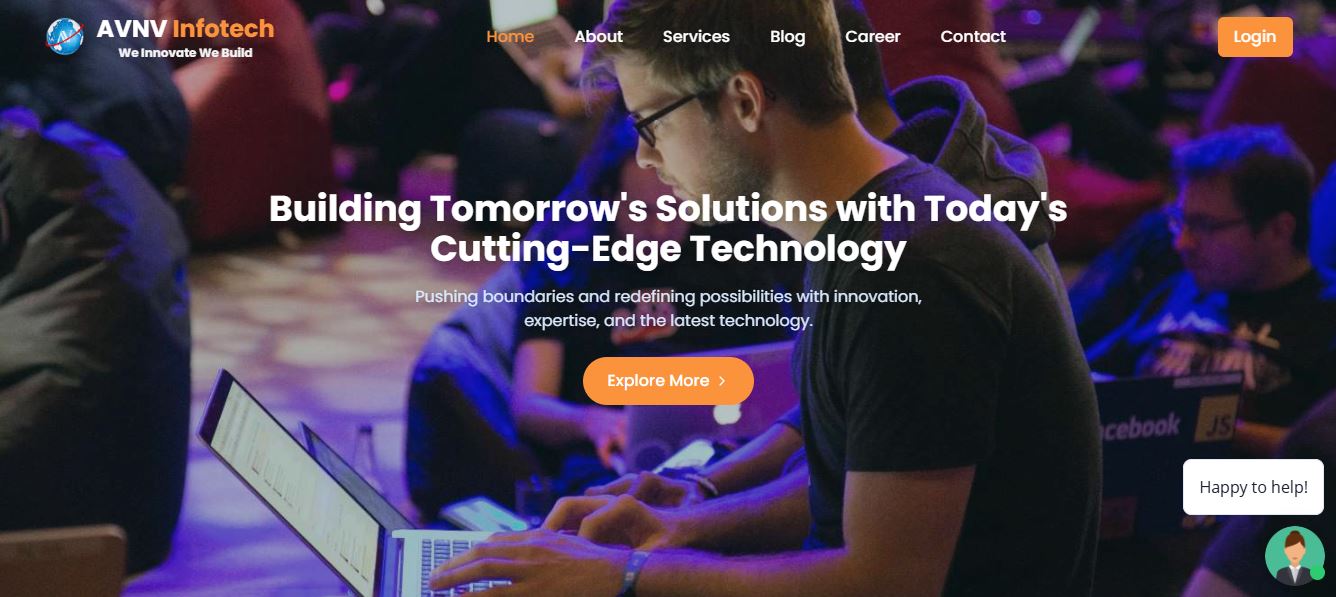 AVNV Infotech
We Innovate We Build
Home About Services Blog Career Contact
Login
Building Tomorrow's Solutions with Today's
Cutting-Edge Technology
Pushing boundaries and redefining possibilities with innovation,
expertise, and the latest technology.
Explore More
cebook
JS
Happy to help!